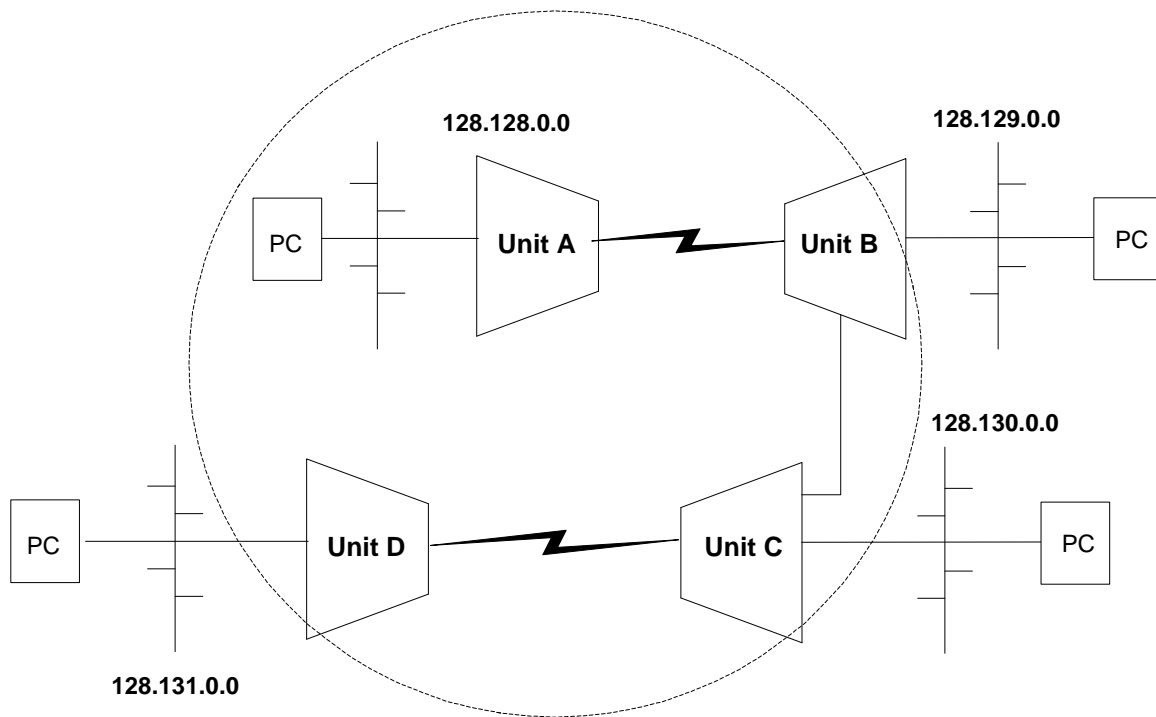 128.128.0.0
128.129.0.0
PC
Unit A
Unit B
PC
128.130.0.0
PC
Unit D
Unit C
PC
128.131.0.0